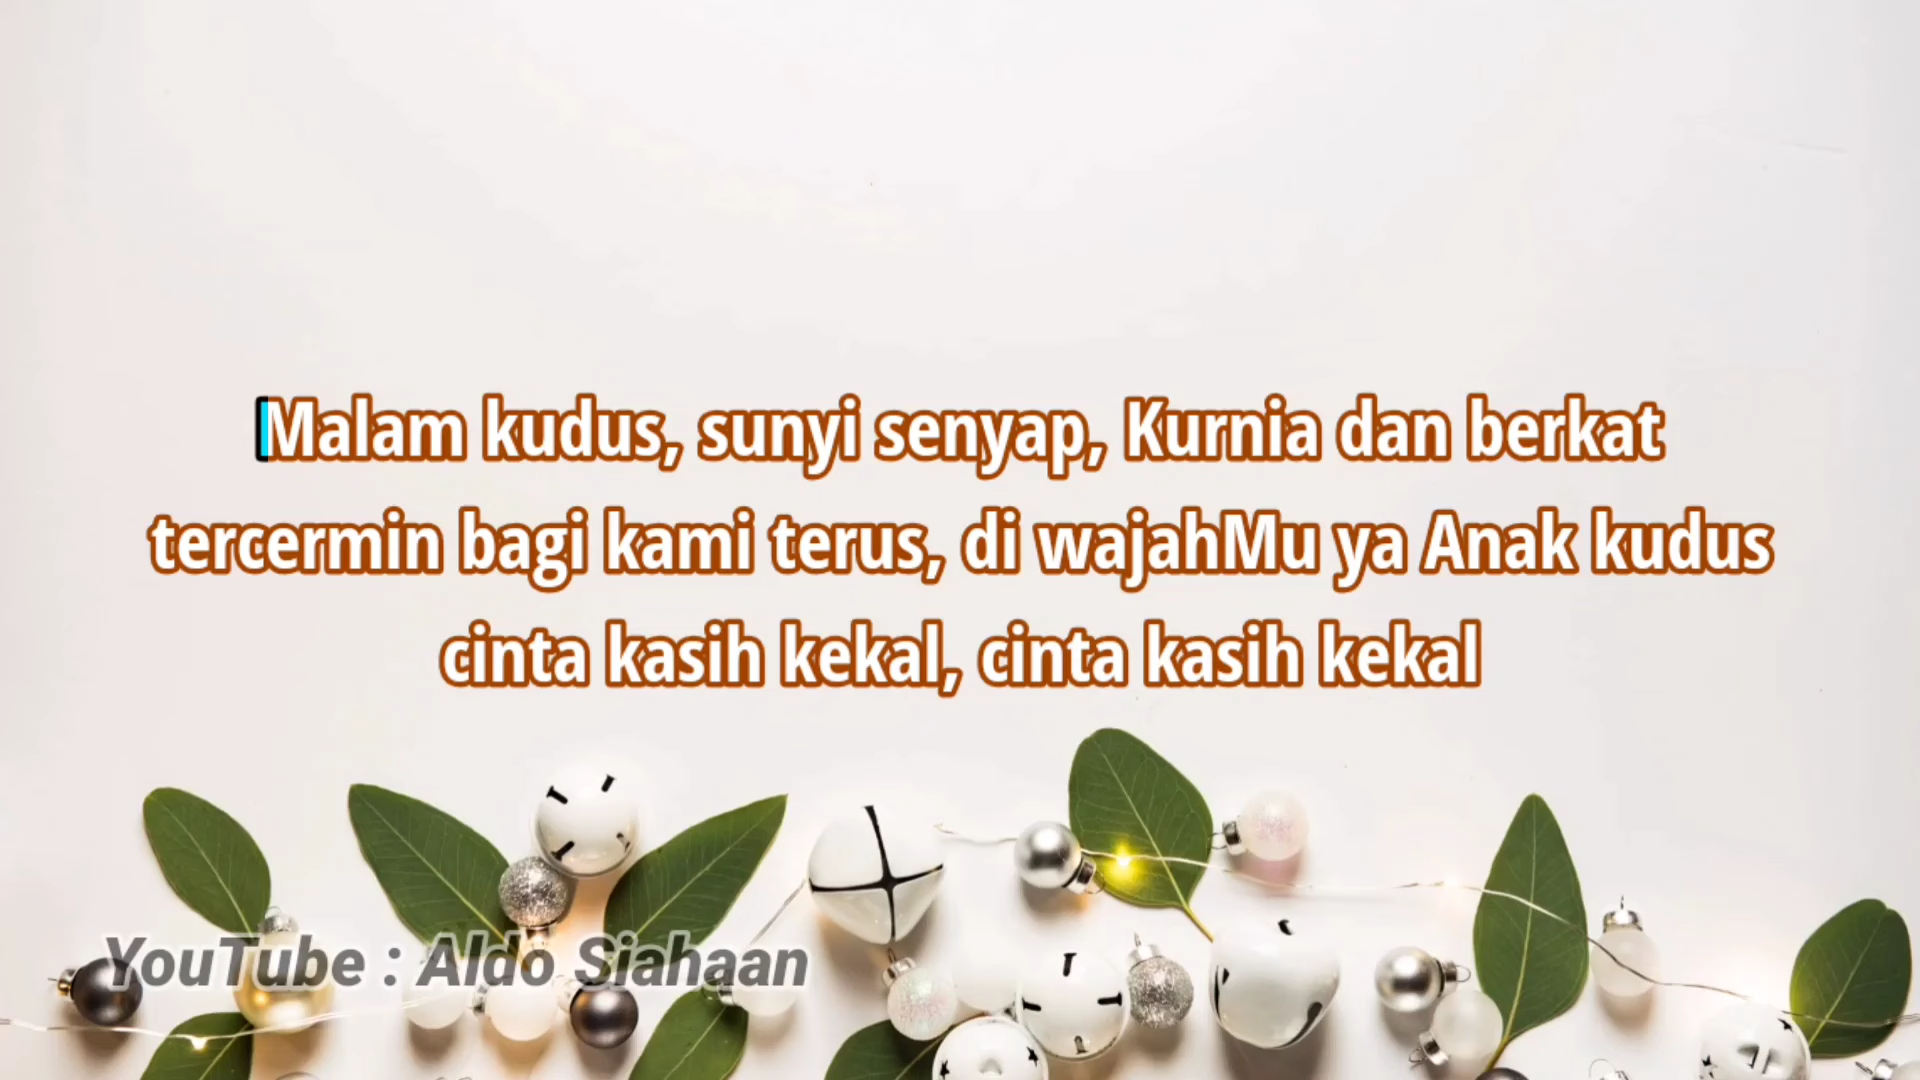 Malam kudus, sunyi senyap, Kurnia dan berkat
tercermin bagi kami terus, di wajahMu ya Anak kudus
cinta kasih kekal, cinta kasih kekal
YouTube : Aldo Siahaan